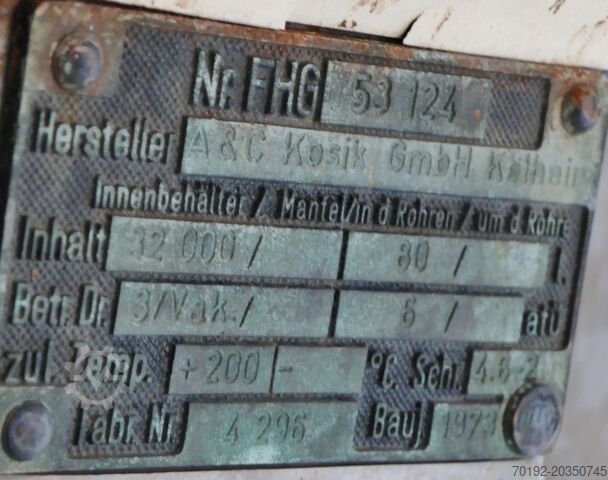 Nr. FHG 53 124
Hersteller A & C Kosik GmbH. Kelheim
Innenbehälter / Mantel/in d Rohren / um d. Rohre
Inhalt 32 000 / 80 / l.
Betr. Dr. 3/Vak./ 6 / atü
zul. Temp. + 200 - °C Sch. 4.6-2
Fabr. Nr 4 296 Bauj 1973
70192-20350745